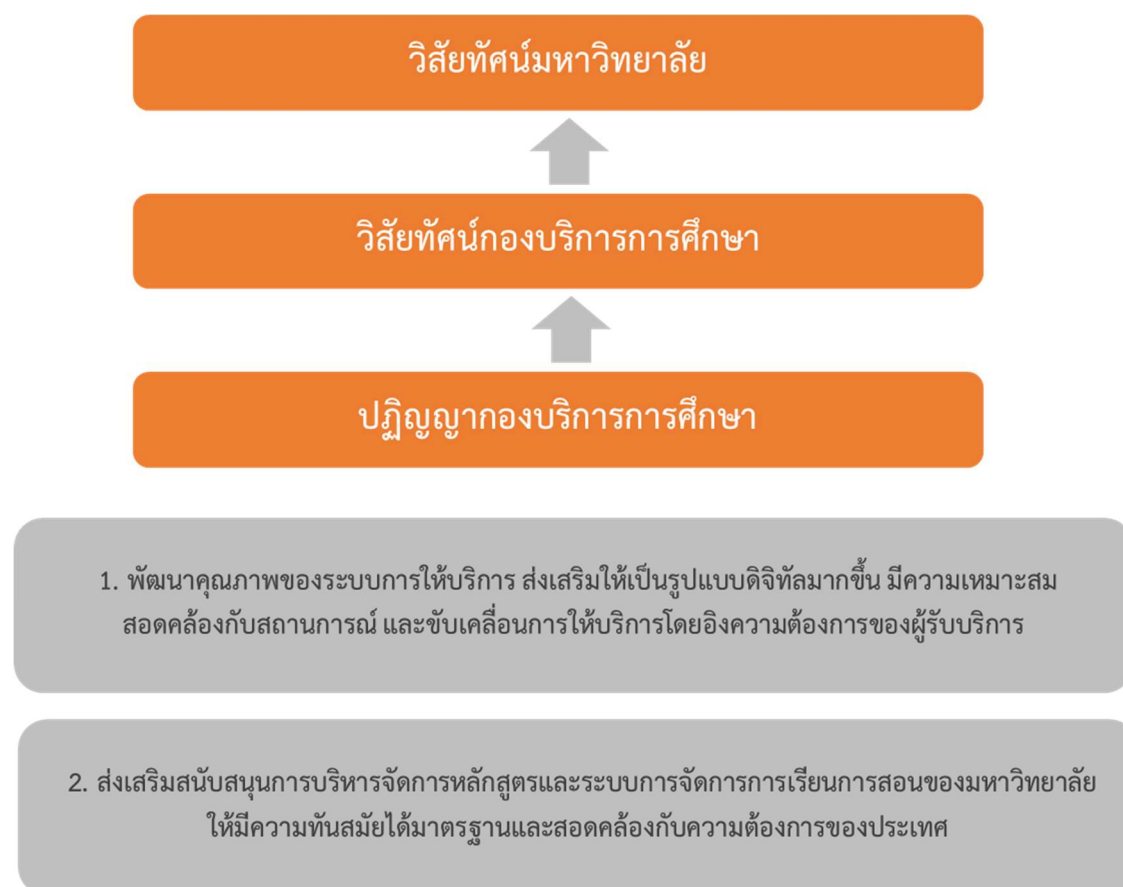 วิสัยทัศน์มหาวิทยาลัย
วิสัยทัศน์กองบริการการศึกษา
ปฏิญญากองบริการการศึกษา
1. พัฒนาคุณภาพของระบบการให้บริการ ส่งเสริมให้เป็นรูปแบบดิจิทัลมากขึ้น มีความเหมาะสม
สอดคล้องกับสถานการณ์ และขับเคลื่อนการให้บริการโดยอิงความต้องการของผู้รับบริการ
2. ส่งเสริมสนับสนุนการบริหารจัดการหลักสูตรและระบบการจัดการการเรียนการสอนของมหาวิทยาลัย
ให้มีความทันสมัยได้มาตรฐานและสอดคล้องกับความต้องการของประเทศ